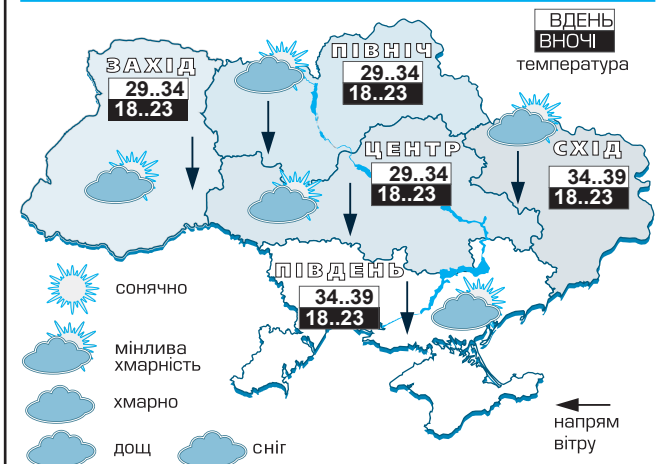 ВДЕНЬ
ВНОЧІ
температура
ПІВНІЧ
29..34
18..23
ЗАХІД
29..34
18..23
ЦЕНТР
29..34
18..23
СХІД
34..39
18..23
ПІВДЕНЬ
34..39
18..23
сонячно
мінлива
хмарність
хмарно
дощ
сніг
напрям
вітру